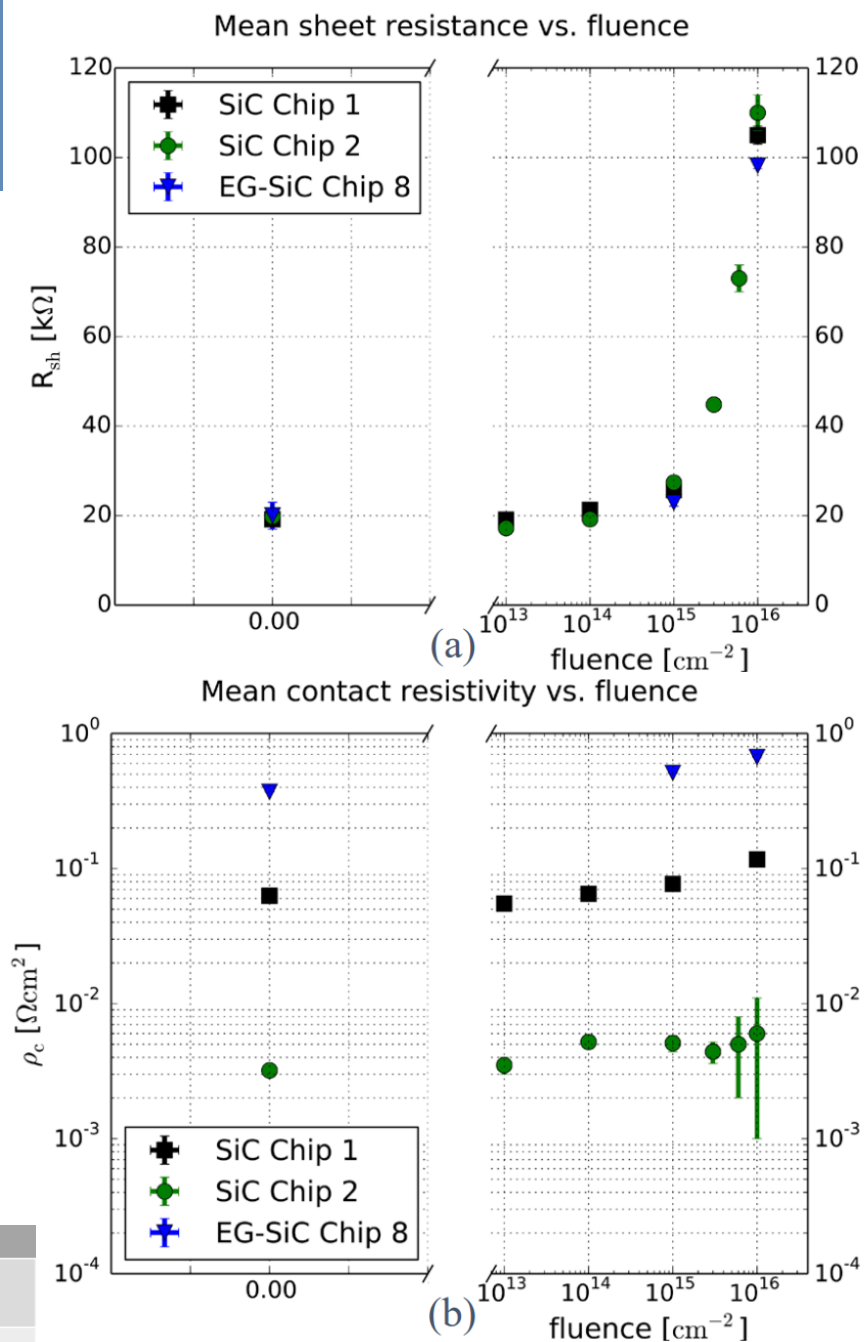 Mean sheet resistance vs. fluence
120
100
80
60
40
20
0
R_sh [kΩ]
SiC Chip 1
SiC Chip 2
EG-SiC Chip 8
120
100
80
60
40
20
0
0.00
10^13 10^14 10^15 10^16
(a)
fluence [cm^−2]
Mean contact resistivity vs. fluence
10^0
10^-1
10^-2
10^-3
10^-4
ρ_c [Ωcm^2]
SiC Chip 1
SiC Chip 2
EG-SiC Chip 8
10^0
10^-1
10^-2
10^-3
10^-4
0.00
10^13 10^14 10^15 10^16
(b)
fluence [cm^−2]